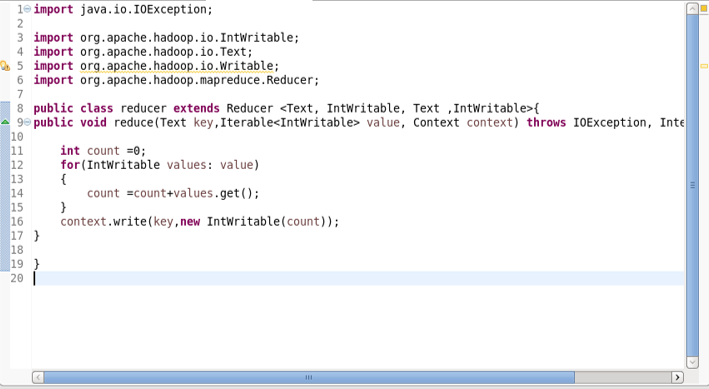 1 import java.io.IOException;
2
3 import org.apache.hadoop.io.IntWritable;
4 import org.apache.hadoop.io.Text;
5 import org.apache.hadoop.io.Writable;
6 import org.apache.hadoop.mapreduce.Reducer;
7
8 public class reducer extends Reducer <Text, IntWritable, Text ,IntWritable>{
9 public void reduce(Text key,Iterable<IntWritable> value, Context context) throws IOException, Inte
10
11     int count =0;
12     for(IntWritable values: value)
13     {
14         count =count+values.get();
15     }
16     context.write(key,new IntWritable(count));
17 }
18
19 }
20